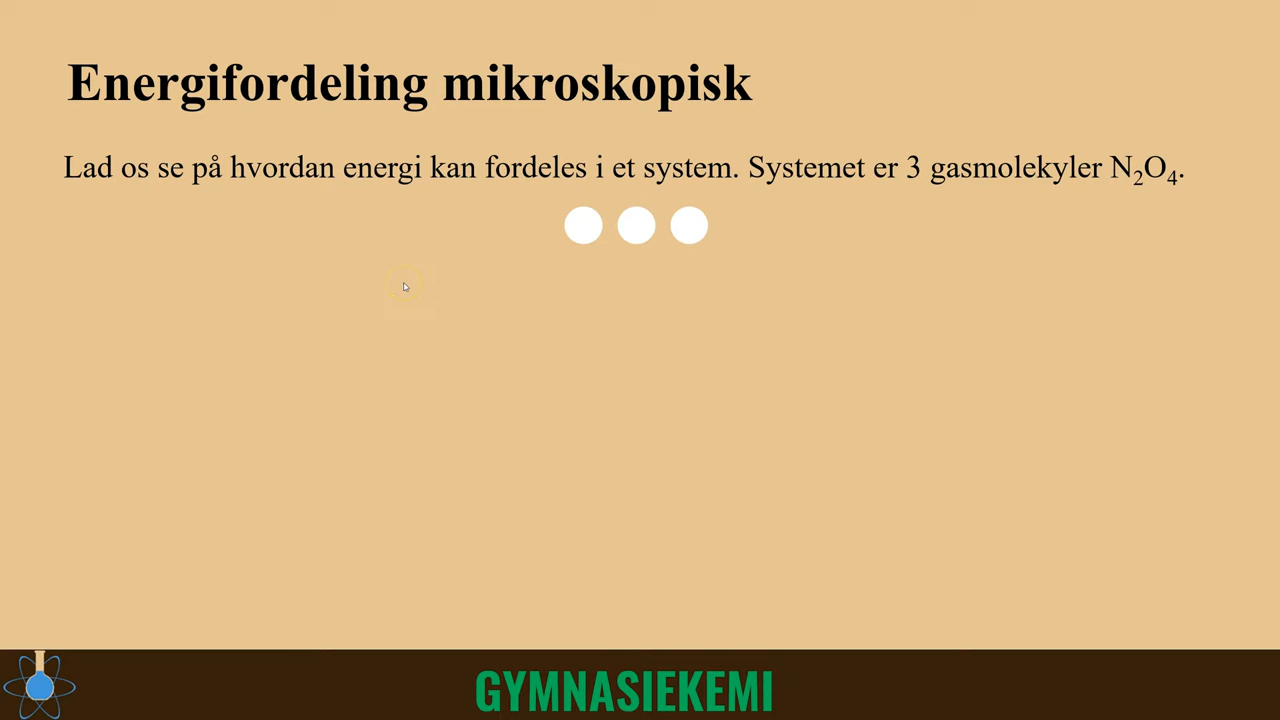 Energifordeling mikroskopisk
Lad os se på hvordan energi kan fordeles i et system. Systemet er 3 gasmolekyler N₂O₄.
GYMNASIEKEMI